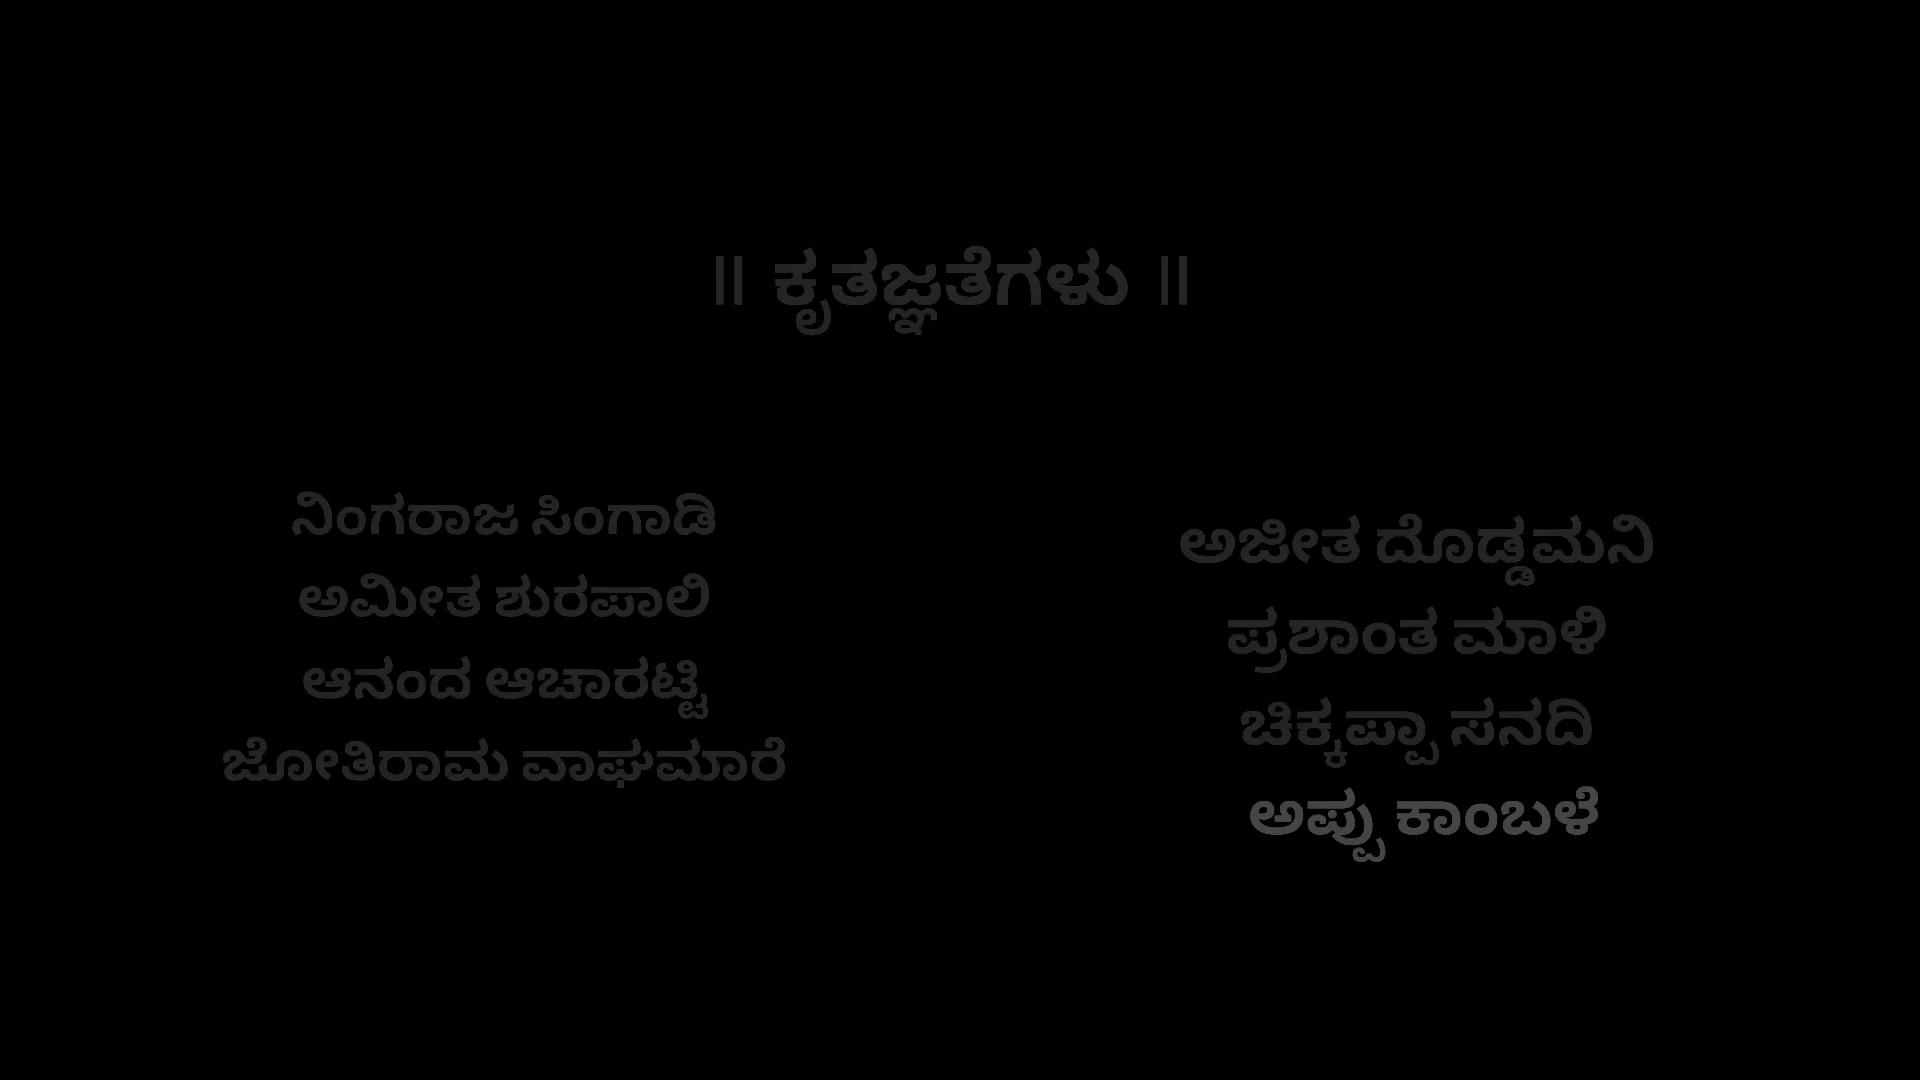 ॥ ಕೃತಜ್ಞತೆಗಳು ॥
ನಿಂಗರಾಜ ಸಿಂಗಾಡಿ
ಅಮೀತ ಶುರಪಾಲಿ
ಆನಂದ ಆಚಾರಟ್ಟಿ
ಜೋತಿರಾಮ ವಾಘಮಾರೆ
ಅಜೀತ ದೊಡ್ಡಮನಿ
ಪ್ರಶಾಂತ ಮಾಳಿ
ಚಿಕ್ಕಪ್ಪಾ ಸನದಿ
ಅಪ್ಪು ಕಾಂಬಳೆ